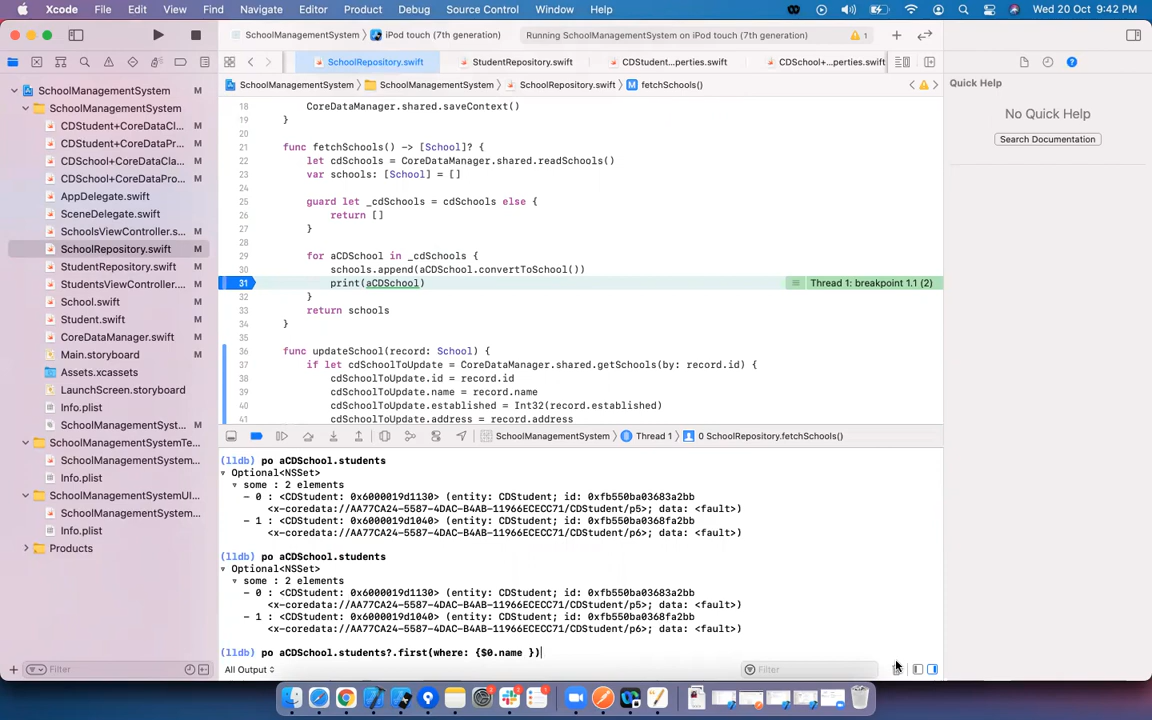 Xcode File Edit View Find Navigate Editor Product Debug Source Control Window Help Wed 20 Oct 9:42 PM
SchoolManagementSystem iPod touch (7th generation) Running SchoolManagementSystem on iPod touch (7th generation) 1
SchoolRepository.swift StudentRepository.swift CDStudent...perties.swift CDSchool+...perties.swift
SchoolManagementSystem SchoolManagementSystem SchoolRepository.swift fetchSchools()
SchoolManagementSystem
SchoolManagementSystem
CDStudent+CoreDataCl... M
CDStudent+CoreDataPr... M
CDSchool+CoreDataCla... M
CDSchool+CoreDataPro... M
AppDelegate.swift
SceneDelegate.swift
SchoolsViewController.s... M
SchoolRepository.swift M
StudentRepository.swift M
StudentsViewController.... M
School.swift M
Student.swift M
CoreDataManager.swift M
Main.storyboard M
Assets.xcassets
LaunchScreen.storyboard
Info.plist
SchoolManagementSyst... M
SchoolManagementSystemTe...
SchoolManagementSystem...
Info.plist
SchoolManagementSystemUI...
SchoolManagementSystem...
Info.plist
Products
Filter
18 CoreDataManager.shared.saveContext()
19 }
20
21 func fetchSchools() -> [School]? {
22 let cdSchools = CoreDataManager.shared.readSchools()
23 var schools: [School] = []
24
25 guard let _cdSchools = cdSchools else {
26 return []
27 }
28
29 for aCDSchool in _cdSchools {
30 schools.append(aCDSchool.convertToSchool())
31 print(aCDSchool) Thread 1: breakpoint 1.1 (2)
32 }
33 return schools
34 }
35
36 func updateSchool(record: School) {
37 if let cdSchoolToUpdate = CoreDataManager.shared.getSchools(by: record.id) {
38 cdSchoolToUpdate.id = record.id
39 cdSchoolToUpdate.name = record.name
40 cdSchoolToUpdate.established = Int32(record.established)
41 cdSchoolToUpdate.address = record.address
SchoolManagementSystem Thread 1 0 SchoolRepository.fetchSchools()
(lldb) po aCDSchool.students
Optional<NSSet>
some : 2 elements
- 0 : <CDStudent: 0x6000019d1130> (entity: CDStudent; id: 0xfb550ba03683a2bb
<x-coredata://AA77CA24-5587-4DAC-B4AB-11966ECECC71/CDStudent/p5>; data: <fault>)
- 1 : <CDStudent: 0x6000019d1040> (entity: CDStudent; id: 0xfb550ba0368fa2bb
<x-coredata://AA77CA24-5587-4DAC-B4AB-11966ECECC71/CDStudent/p6>; data: <fault>)
(lldb) po aCDSchool.students
Optional<NSSet>
some : 2 elements
- 0 : <CDStudent: 0x6000019d1130> (entity: CDStudent; id: 0xfb550ba03683a2bb
<x-coredata://AA77CA24-5587-4DAC-B4AB-11966ECECC71/CDStudent/p5>; data: <fault>)
- 1 : <CDStudent: 0x6000019d1040> (entity: CDStudent; id: 0xfb550ba0368fa2bb
<x-coredata://AA77CA24-5587-4DAC-B4AB-11966ECECC71/CDStudent/p6>; data: <fault>)
(lldb) po aCDSchool.students?.first(where: {$0.name })
All Output Filter
Quick Help
No Quick Help
Search Documentation